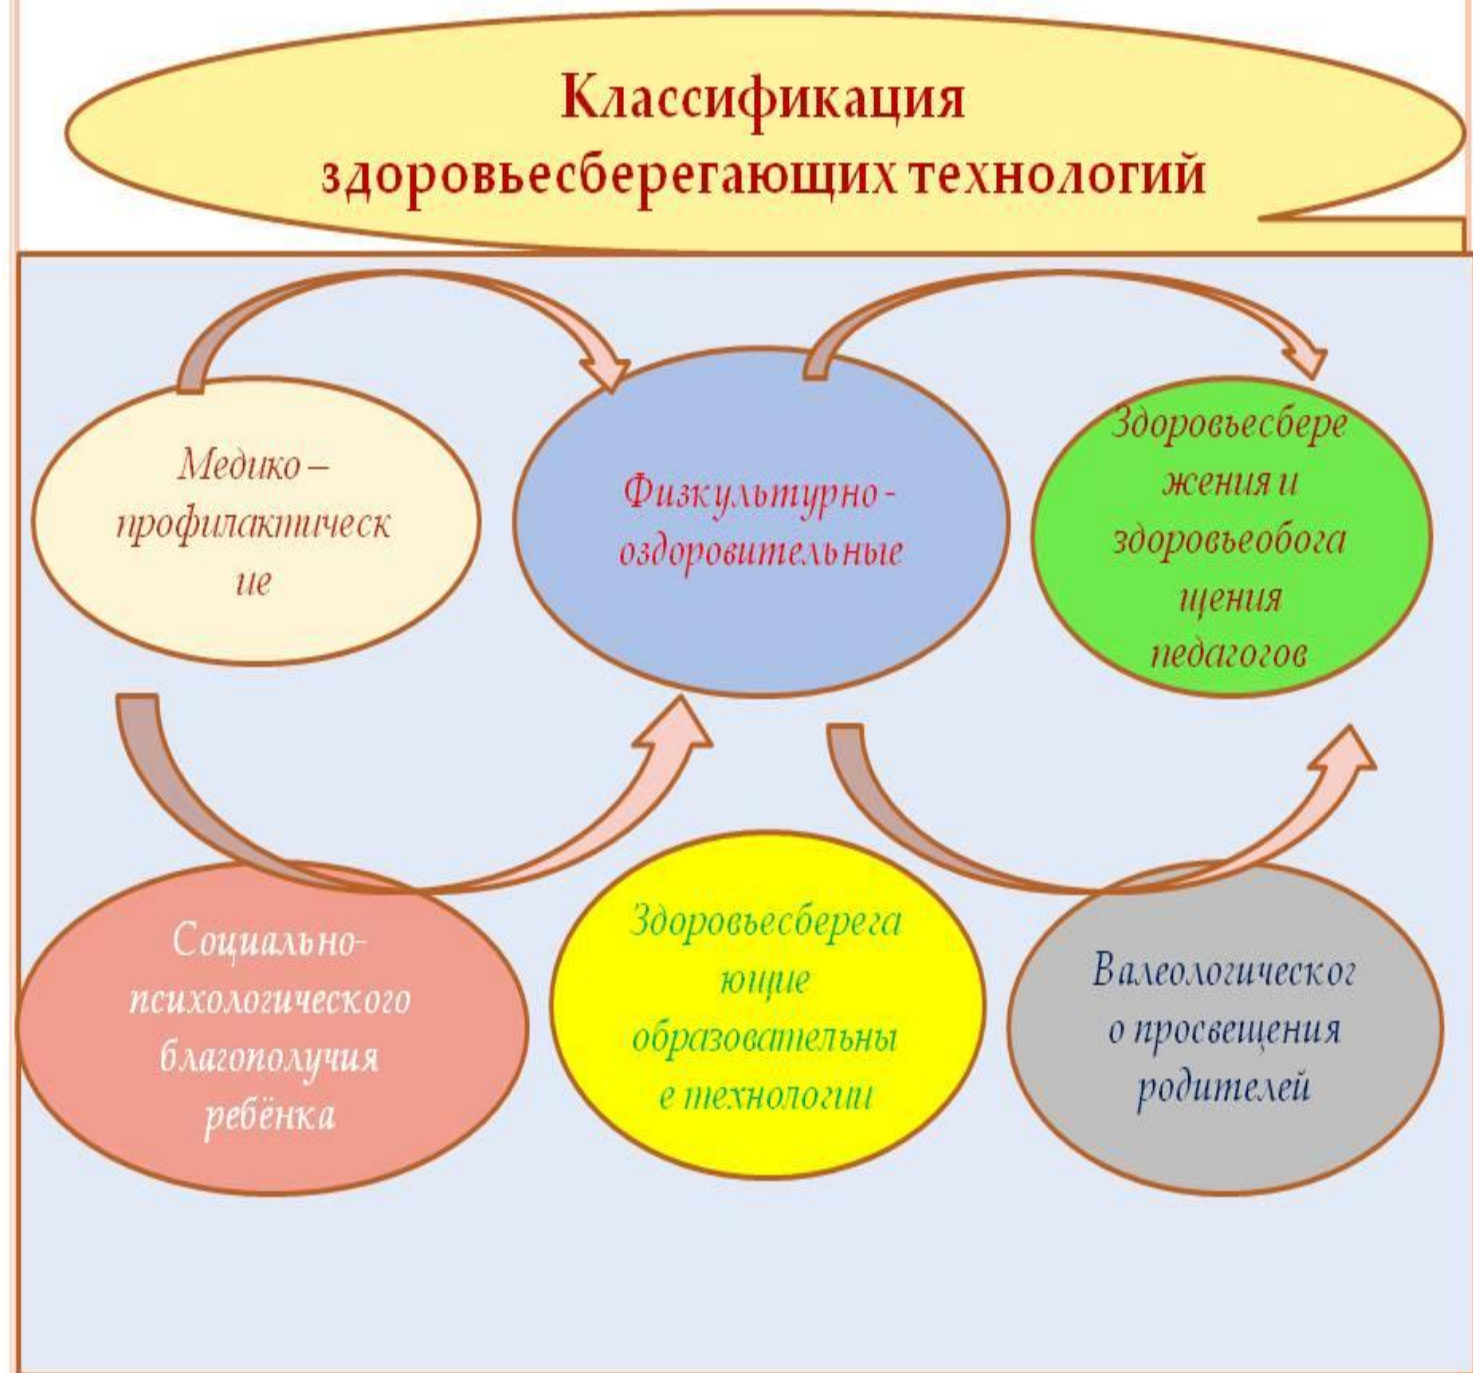 Классификация
здоровьесберегающих технологий
Медико –
профилактическ
ие
Физкультурно -
оздоровительные
Здоровьесбере
жения и
здоровьеобога
щения
педагогов
Социально-
психологического
благополучия
ребёнка
Здоровьесберега
ющие
образовательны
е технологии
Валеологическог
о просвещения
родителей